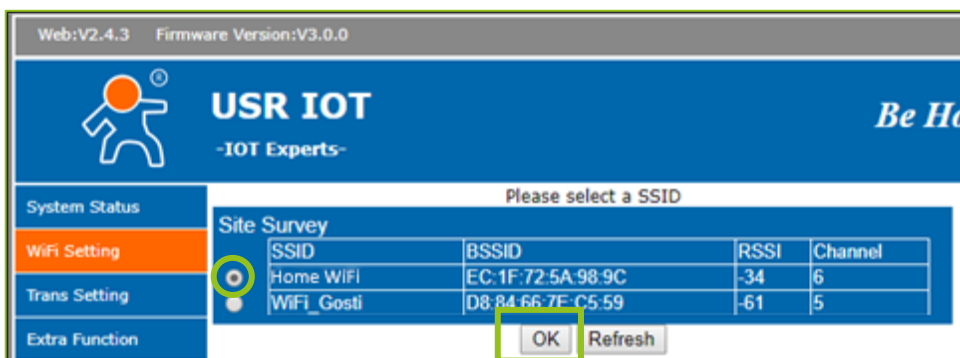 Web:V2.4.3 Firmware Version:V3.0.0
®
USR IOT
Be Ho
-IOT Experts-
Please select a SSID
System Status
Site Survey
WiFi Setting
SSID BSSID RSSI Channel
Home WiFi EC:1F:72:5A:98:9C -34 6
Trans Setting
WiFi_Gosti D8:84:66:7E:C5:59 -61 5
Extra Function
OK Refresh